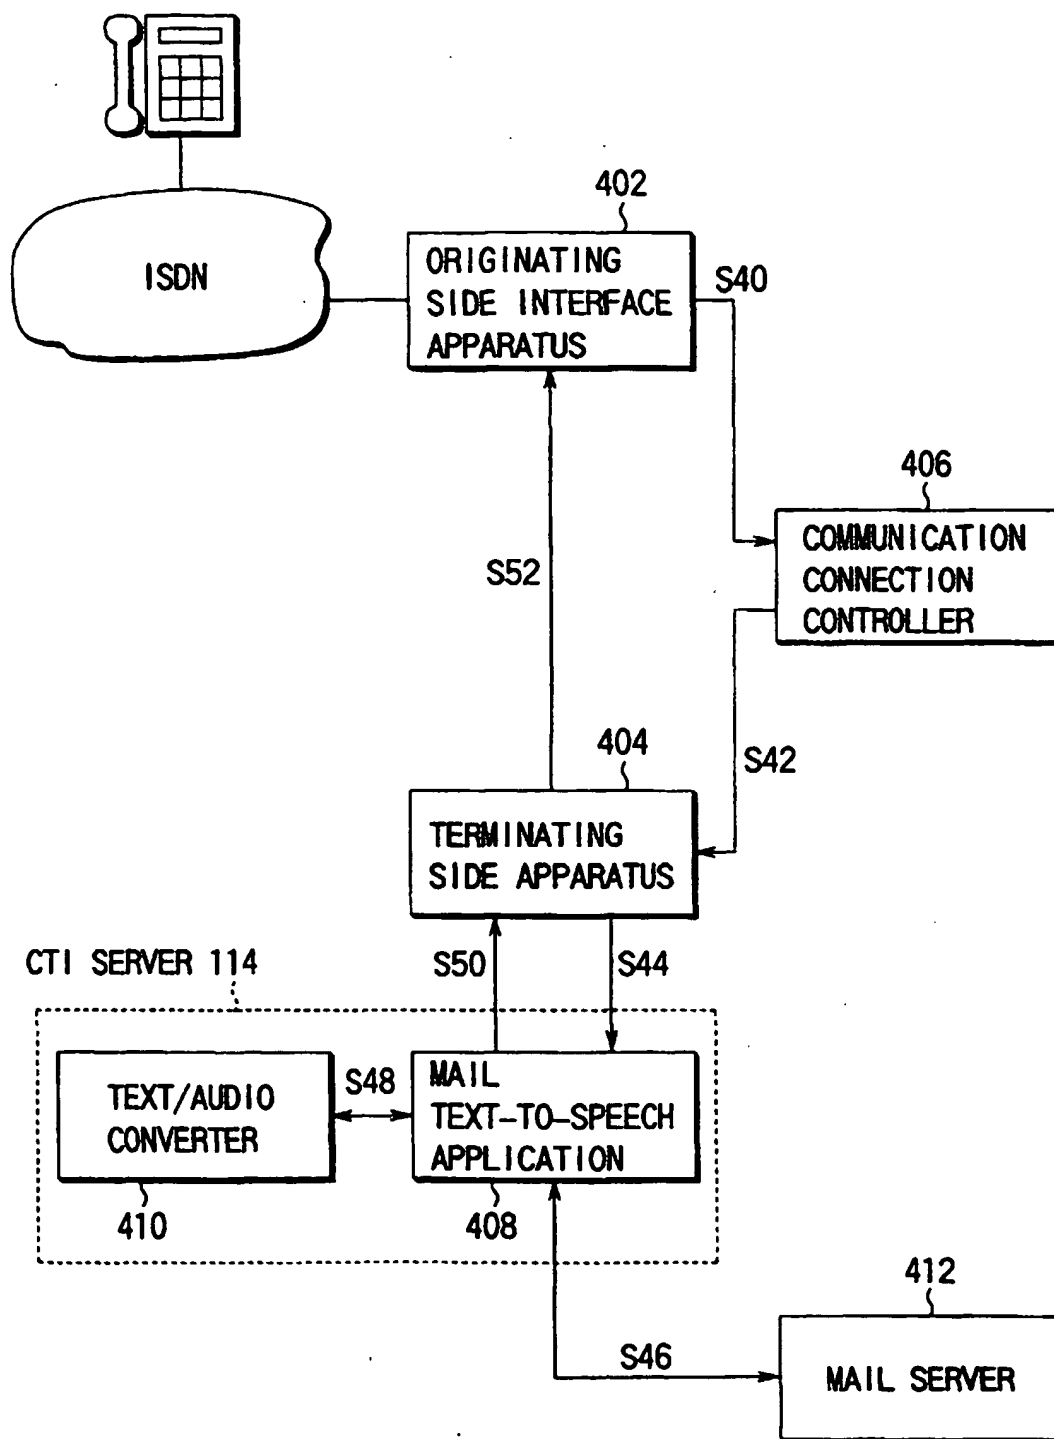 402
ISDN
ORIGINATING
SIDE INTERFACE
APPARATUS
S40
406
COMMUNICATION
CONNECTION
CONTROLLER
S52
404
S42
TERMINATING
SIDE APPARATUS
CTI SERVER 114
S50
S44
TEXT/AUDIO
CONVERTER
S48
MAIL
TEXT-TO-SPEECH
APPLICATION
410
408
412
S46
MAIL SERVER